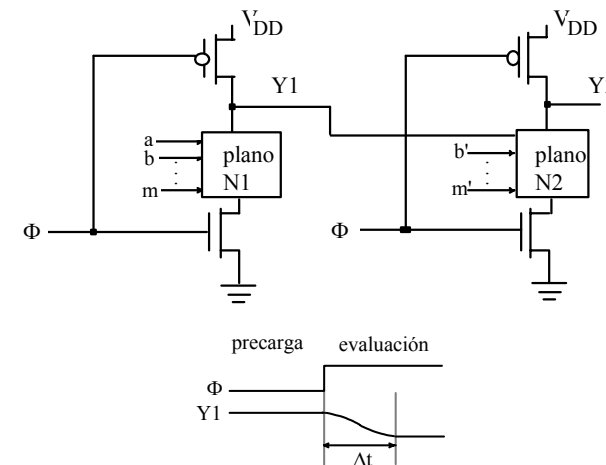 VDD
VDD
Y1
Y
a
b
m
plano
N1
b'
m'
plano
N2
Φ
Φ
precarga
evaluación
Φ
Y1
Δt